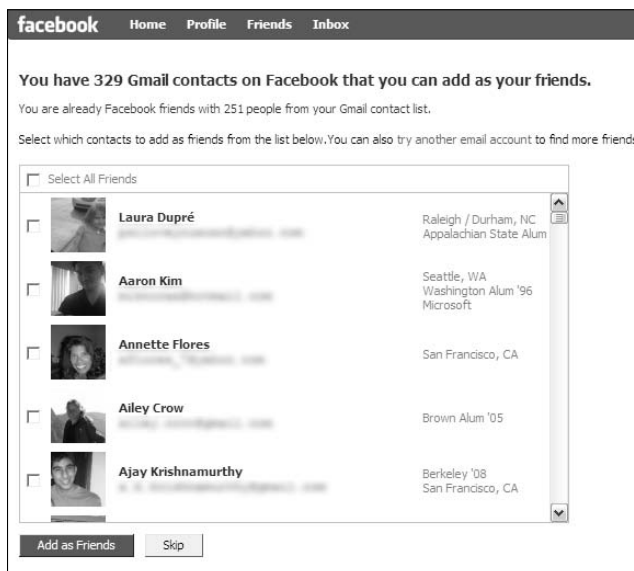 facebook Home Profile Friends Inbox
You have 329 Gmail contacts on Facebook that you can add as your friends.
You are already Facebook friends with 251 people from your Gmail contact list.
Select which contacts to add as friends from the list below.You can also try another email account to find more friends
Select All Friends
Laura Dupré
Raleigh / Durham, NC
Appalachian State Alum
Aaron Kim
Seattle, WA
Washington Alum '96
Microsoft
Annette Flores
San Francisco, CA
Ailey Crow
Brown Alum '05
Ajay Krishnamurthy
Berkeley '08
San Francisco, CA
Add as Friends Skip